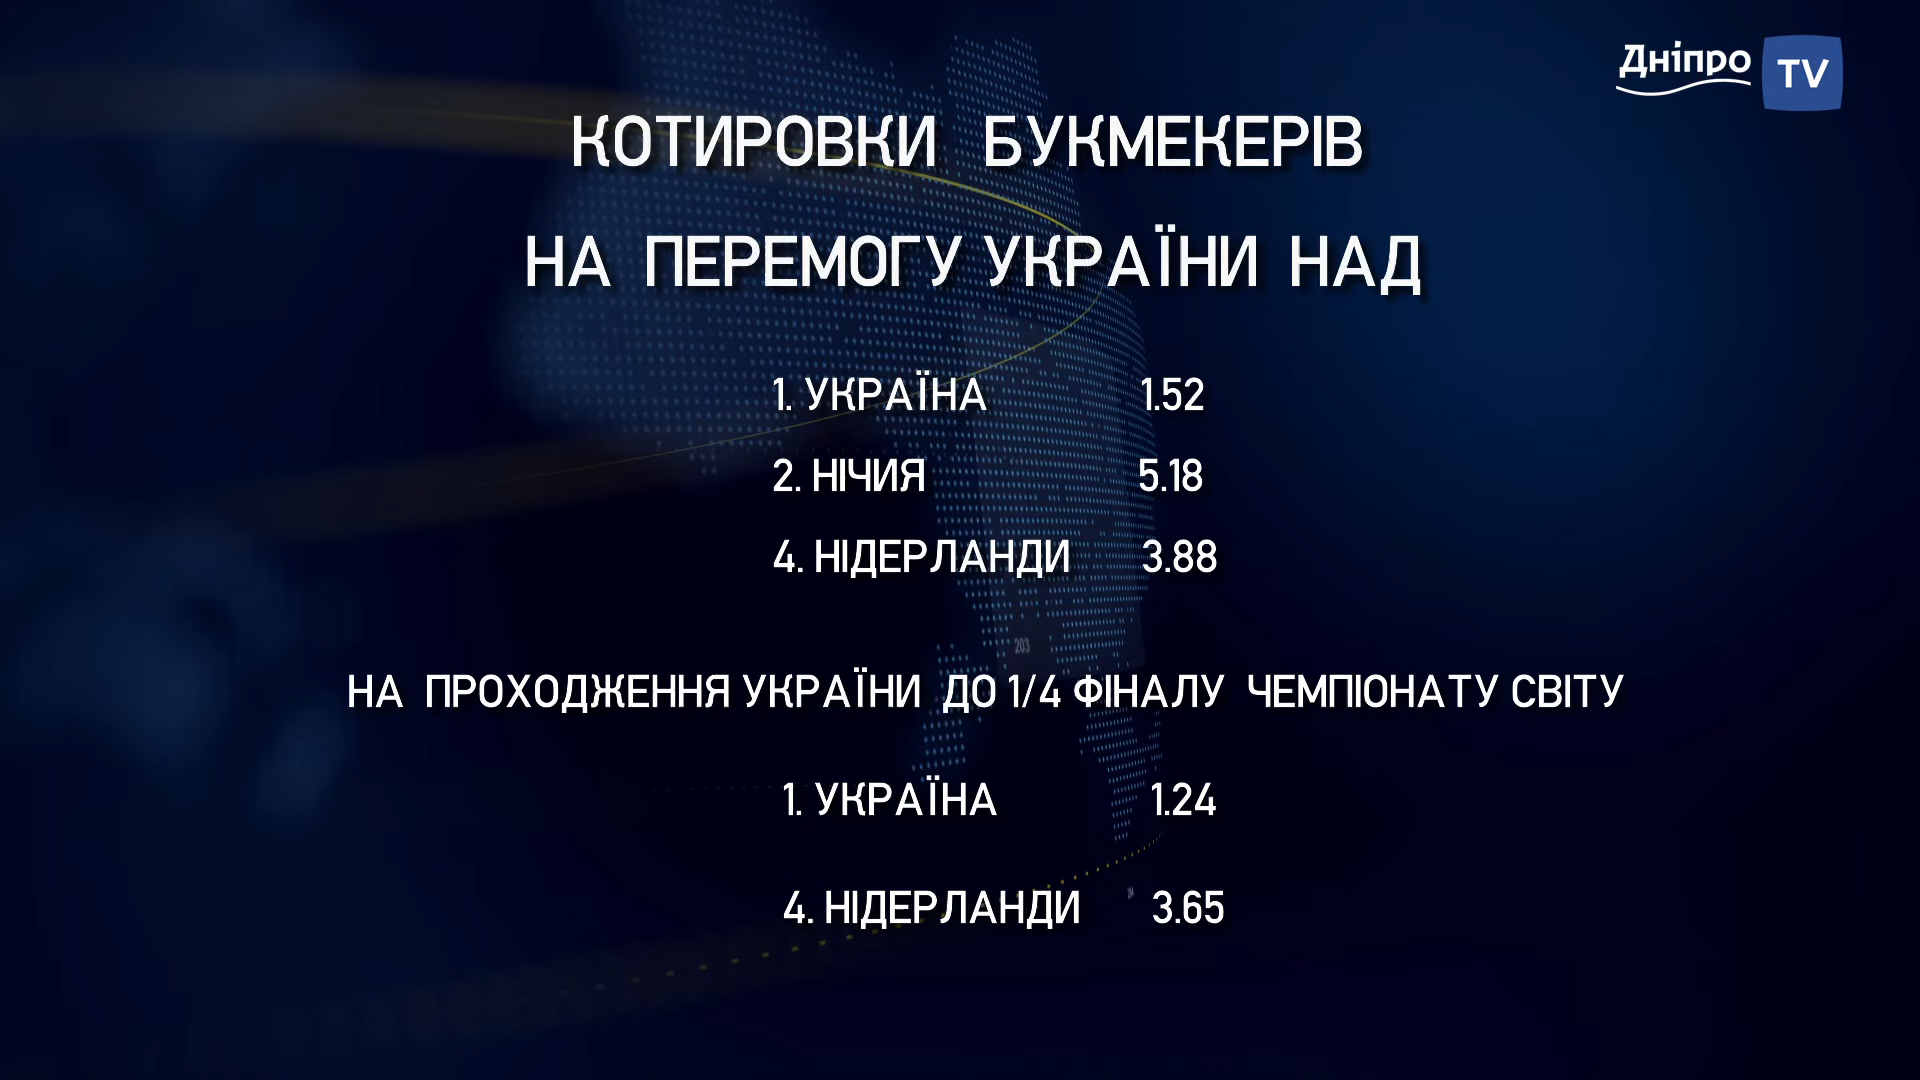 Дніпро TV
КОТИРОВКИ БУКМЕКЕРІВ
НА ПЕРЕМОГУ УКРАЇНИ НАД
1. УКРАЇНА 1.52
2. НІЧИЯ 5.18
4. НІДЕРЛАНДИ 3.88
203
НА ПРОХОДЖЕННЯ УКРАЇНИ ДО 1/4 ФІНАЛУ ЧЕМПІОНАТУ СВІТУ
1. УКРАЇНА 1.24
4. НІДЕРЛАНДИ 3.65